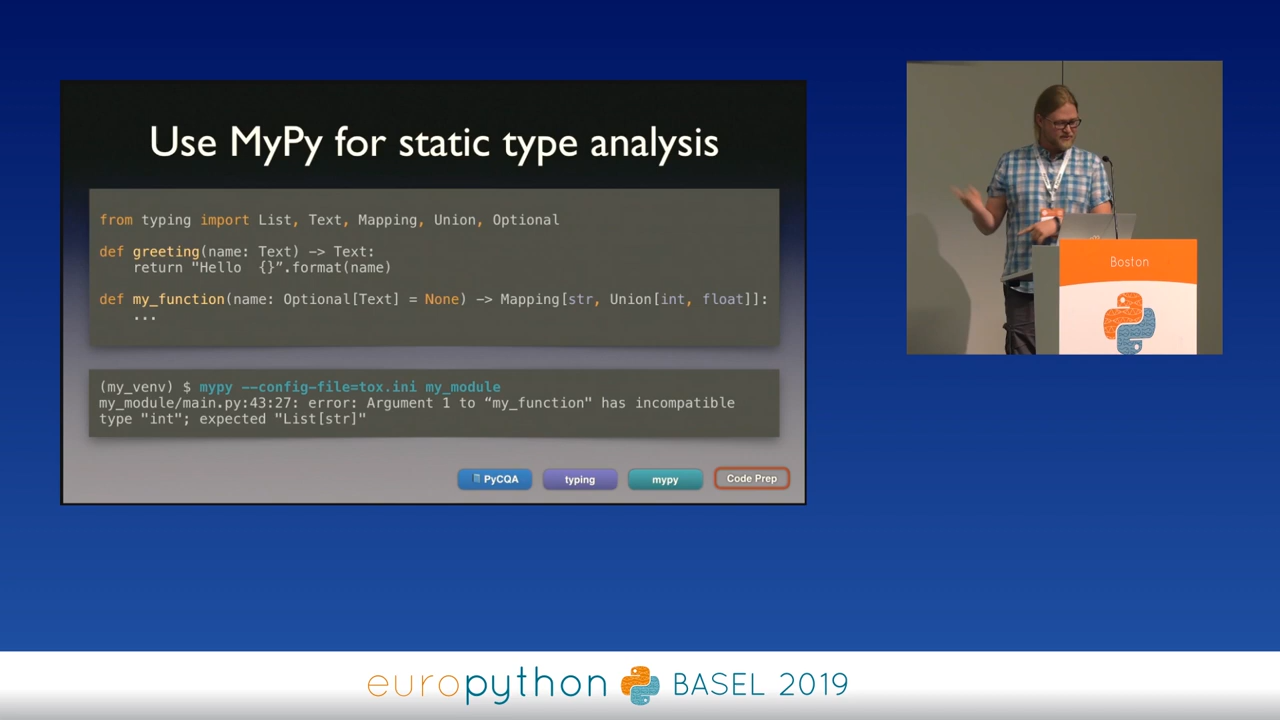 Use MyPy for static type analysis
from typing import List, Text, Mapping, Union, Optional
def greeting(name: Text) -> Text:
return "Hello  {}”.format(name)
def my_function(name: Optional[Text] = None) -> Mapping[str, Union[int, float]]:
...
(my_venv) $ mypy --config-file=tox.ini my_module
my_module/main.py:43:27: error: Argument 1 to “my_function" has incompatible
type "int"; expected "List[str]"
PyCQA
typing
mypy
Code Prep
Boston
europython BASEL 2019